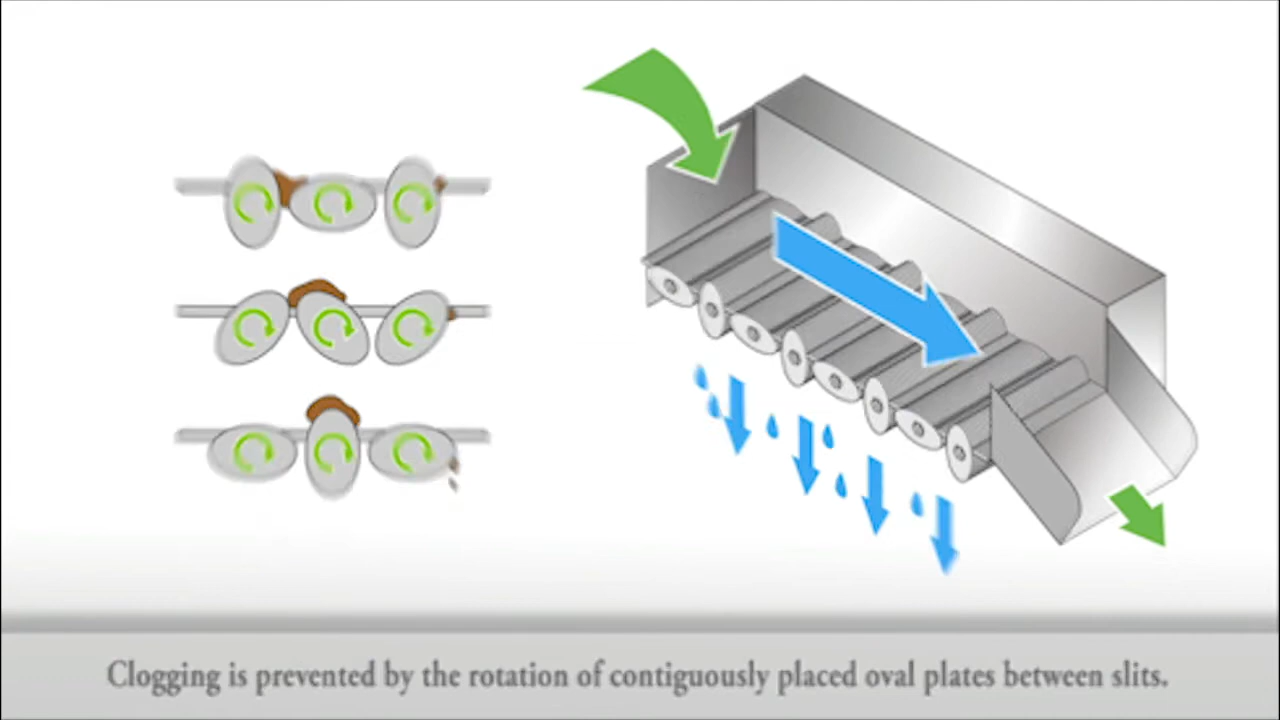 Clogging is prevented by the rotation of contiguously placed oval plates between slits.